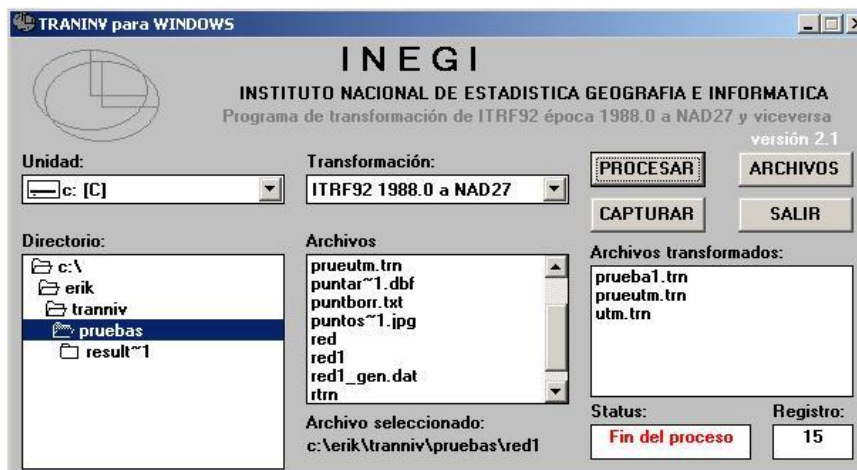 TRANINV para WINDOWS
I N E G I
INSTITUTO NACIONAL DE ESTADISTICA GEOGRAFIA E INFORMATICA
Programa de transformación de ITRF92 época 1988.0 a NAD27 y viceversa
versión 2.1
Unidad:
c: [C]
Transformación:
ITRF92 1988.0 a NAD27
PROCESAR
ARCHIVOS
CAPTURAR
SALIR
Directorio:
c:\
erik
tranniv
pruebas
result~1
Archivos
prueutm.trn
puntar~1.dbf
puntborr.txt
puntos~1.jpg
red
red1
red1_gen.dat
rtrn
Archivo seleccionado:
c:\erik\tranniv\pruebas\red1
Archivos transformados:
prueba1.trn
prueutm.trn
utm.trn
Status:
Fin del proceso
Registro:
15